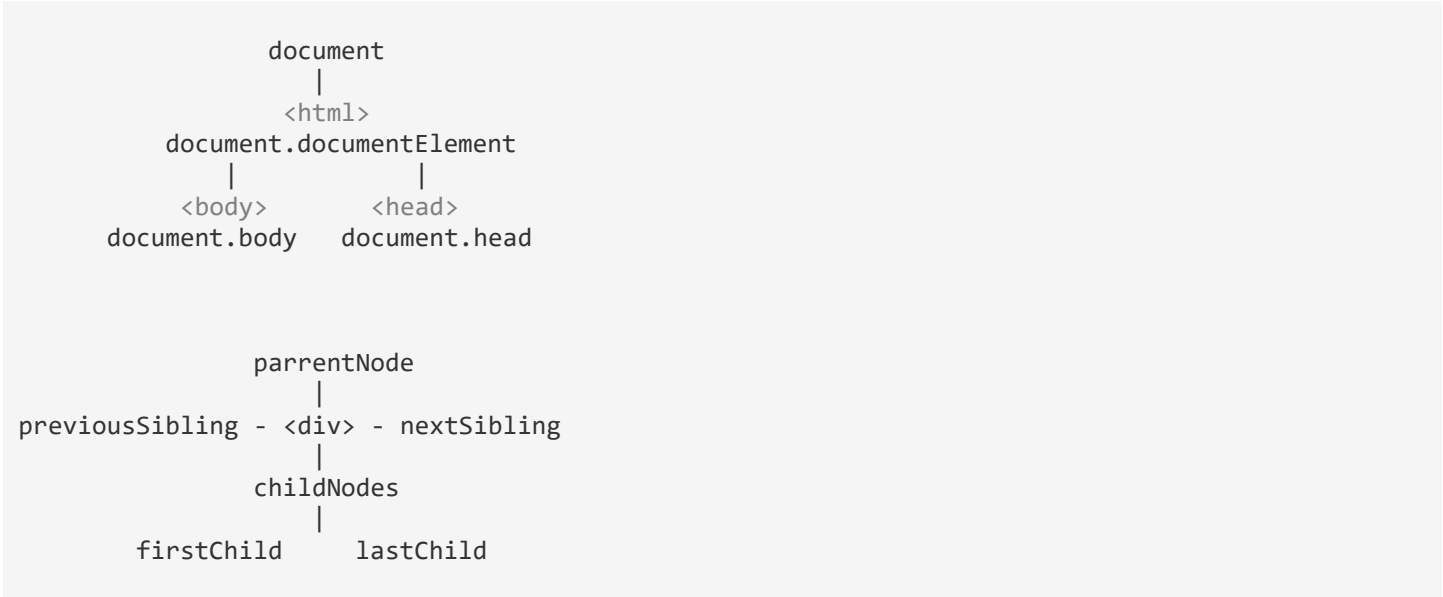 document
|
<html>
document.documentElement
| |
<body> <head>
document.body document.head
parrentNode
|
previousSibling - <div> - nextSibling
|
childNodes
|
firstChild lastChild